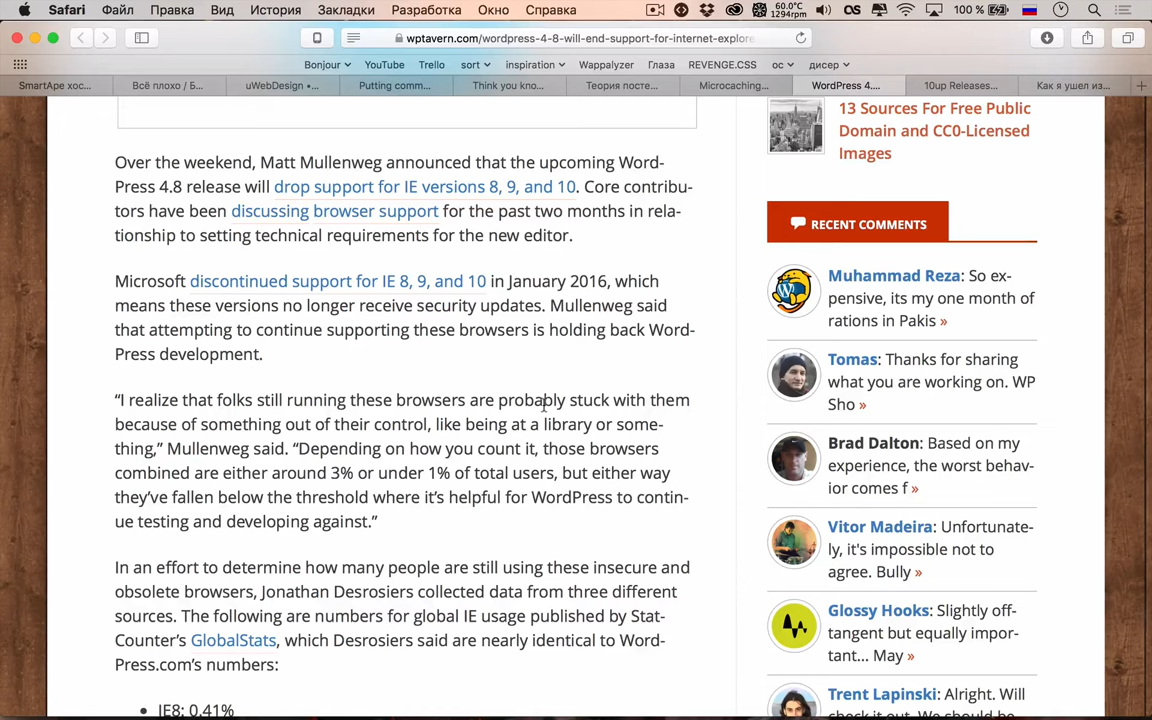 Safari Файл Правка Вид История Закладки Разработка Окно Справка 60.0°C 1294rpm 100 %
wptavern.com/wordpress-4-8-will-end-support-for-internet-explore
Bonjour YouTube Trello sort inspiration Wappalyzer Глаза REVENGE.CSS ос дисер
SmartApe хос... Всё плохо / Б... uWebDesign •... Putting comm... Think you kno... Теория посте... Microcaching... WordPress 4.... 10up Releases... Как я ушел из... +
Over the weekend, Matt Mullenweg announced that the upcoming Word-
Press 4.8 release will drop support for IE versions 8, 9, and 10. Core contribu-
tors have been discussing browser support for the past two months in rela-
tionship to setting technical requirements for the new editor.
Microsoft discontinued support for IE 8, 9, and 10 in January 2016, which
means these versions no longer receive security updates. Mullenweg said
that attempting to continue supporting these browsers is holding back Word-
Press development.
“I realize that folks still running these browsers are probably stuck with them
because of something out of their control, like being at a library or some-
thing,” Mullenweg said. “Depending on how you count it, those browsers
combined are either around 3% or under 1% of total users, but either way
they’ve fallen below the threshold where it’s helpful for WordPress to contin-
ue testing and developing against.”
In an effort to determine how many people are still using these insecure and
obsolete browsers, Jonathan Desrosiers collected data from three different
sources. The following are numbers for global IE usage published by Stat-
Counter’s GlobalStats, which Desrosiers said are nearly identical to Word-
Press.com’s numbers:
• IE8: 0.41%
13 Sources For Free Public
Domain and CC0-Licensed
Images
RECENT COMMENTS
Muhammad Reza: So ex-
pensive, its my one month of
rations in Pakis »
Tomas: Thanks for sharing
what you are working on. WP
Sho »
Brad Dalton: Based on my
experience, the worst behav-
ior comes f »
Vitor Madeira: Unfortunate-
ly, it's impossible not to
agree. Bully »
Glossy Hooks: Slightly off-
tangent but equally impor-
tant... May »
Trent Lapinski: Alright. Will
check it out. We should be